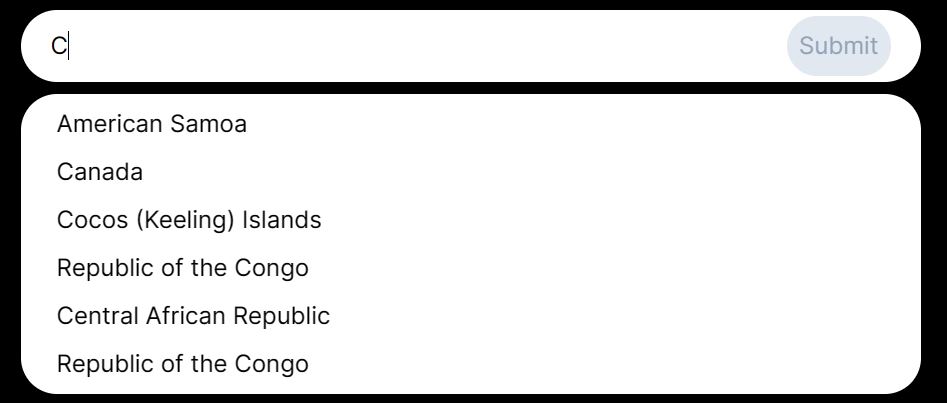 C
Submit
American Samoa
Canada
Cocos (Keeling) Islands
Republic of the Congo
Central African Republic
Republic of the Congo